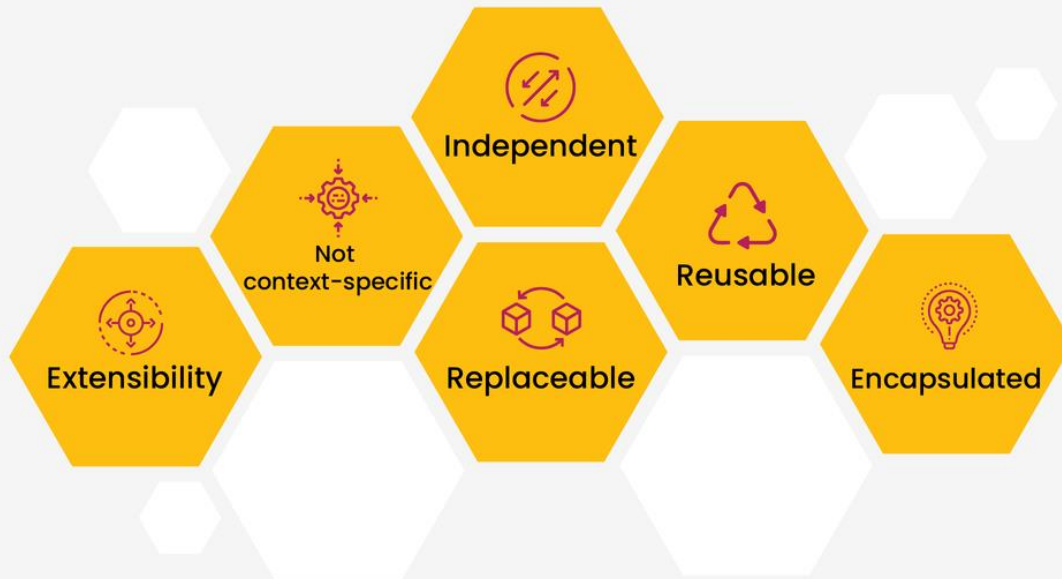 Independent
Not
context-specific
Reusable
Extensibility
Replaceable
Encapsulated